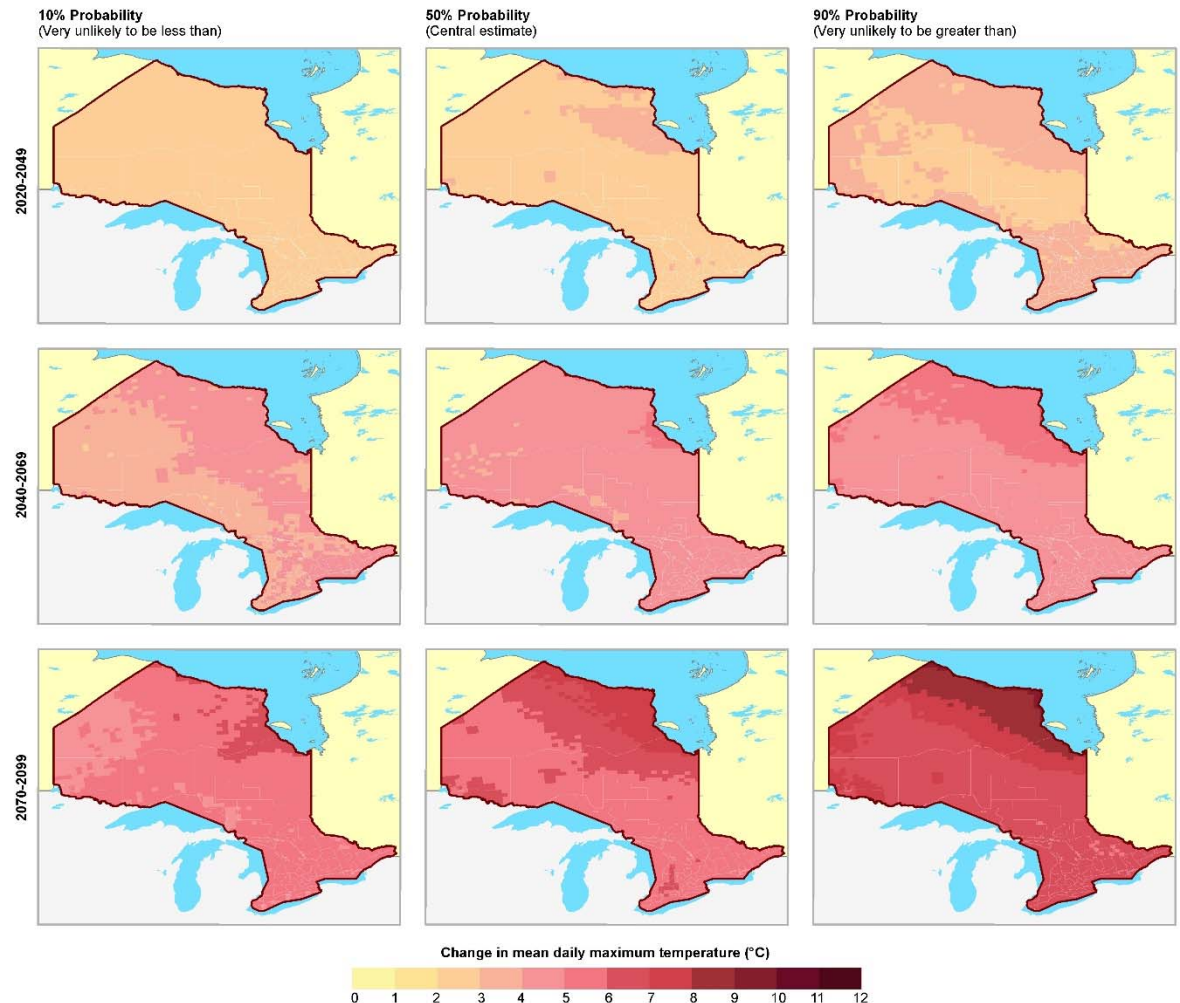 10% Probability
(Very unlikely to be less than)
50% Probability
(Central estimate)
90% Probability
(Very unlikely to be greater than)
2020-2049
2040-2069
2070-2099
Change in mean daily maximum temperature (°C)
0 1 2 3 4 5 6 7 8 9 10 11 12